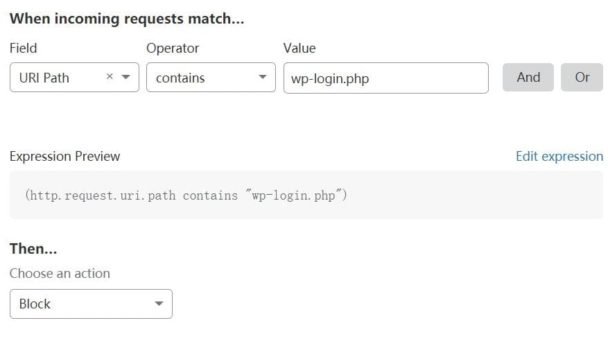 When incoming requests match...
Field Operator Value
URI Path × contains wp-login.php And Or
Expression Preview Edit expression
(http.request.uri.path contains "wp-login.php")
Then...
Choose an action
Block